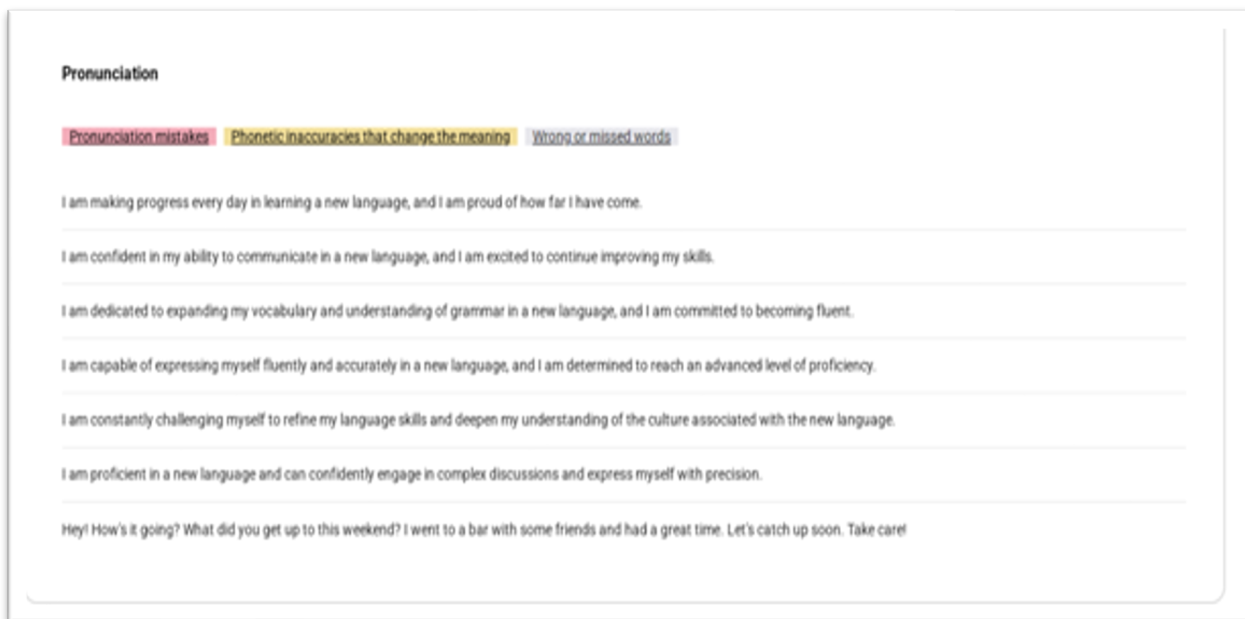 Pronunciation
Pronunciation mistakes Phonetic inaccuracies that change the meaning Wrong or missed words
I am making progress every day in learning a new language, and I am proud of how far I have come.
I am confident in my ability to communicate in a new language, and I am excited to continue improving my skills.
I am dedicated to expanding my vocabulary and understanding of grammar in a new language, and I am committed to becoming fluent.
I am capable of expressing myself fluently and accurately in a new language, and I am determined to reach an advanced level of proficiency.
I am constantly challenging myself to refine my language skills and deepen my understanding of the culture associated with the new language.
I am proficient in a new language and can confidently engage in complex discussions and express myself with precision.
Hey! How's it going? What did you get up to this weekend? I went to a bar with some friends and had a great time. Let's catch up soon. Take care!